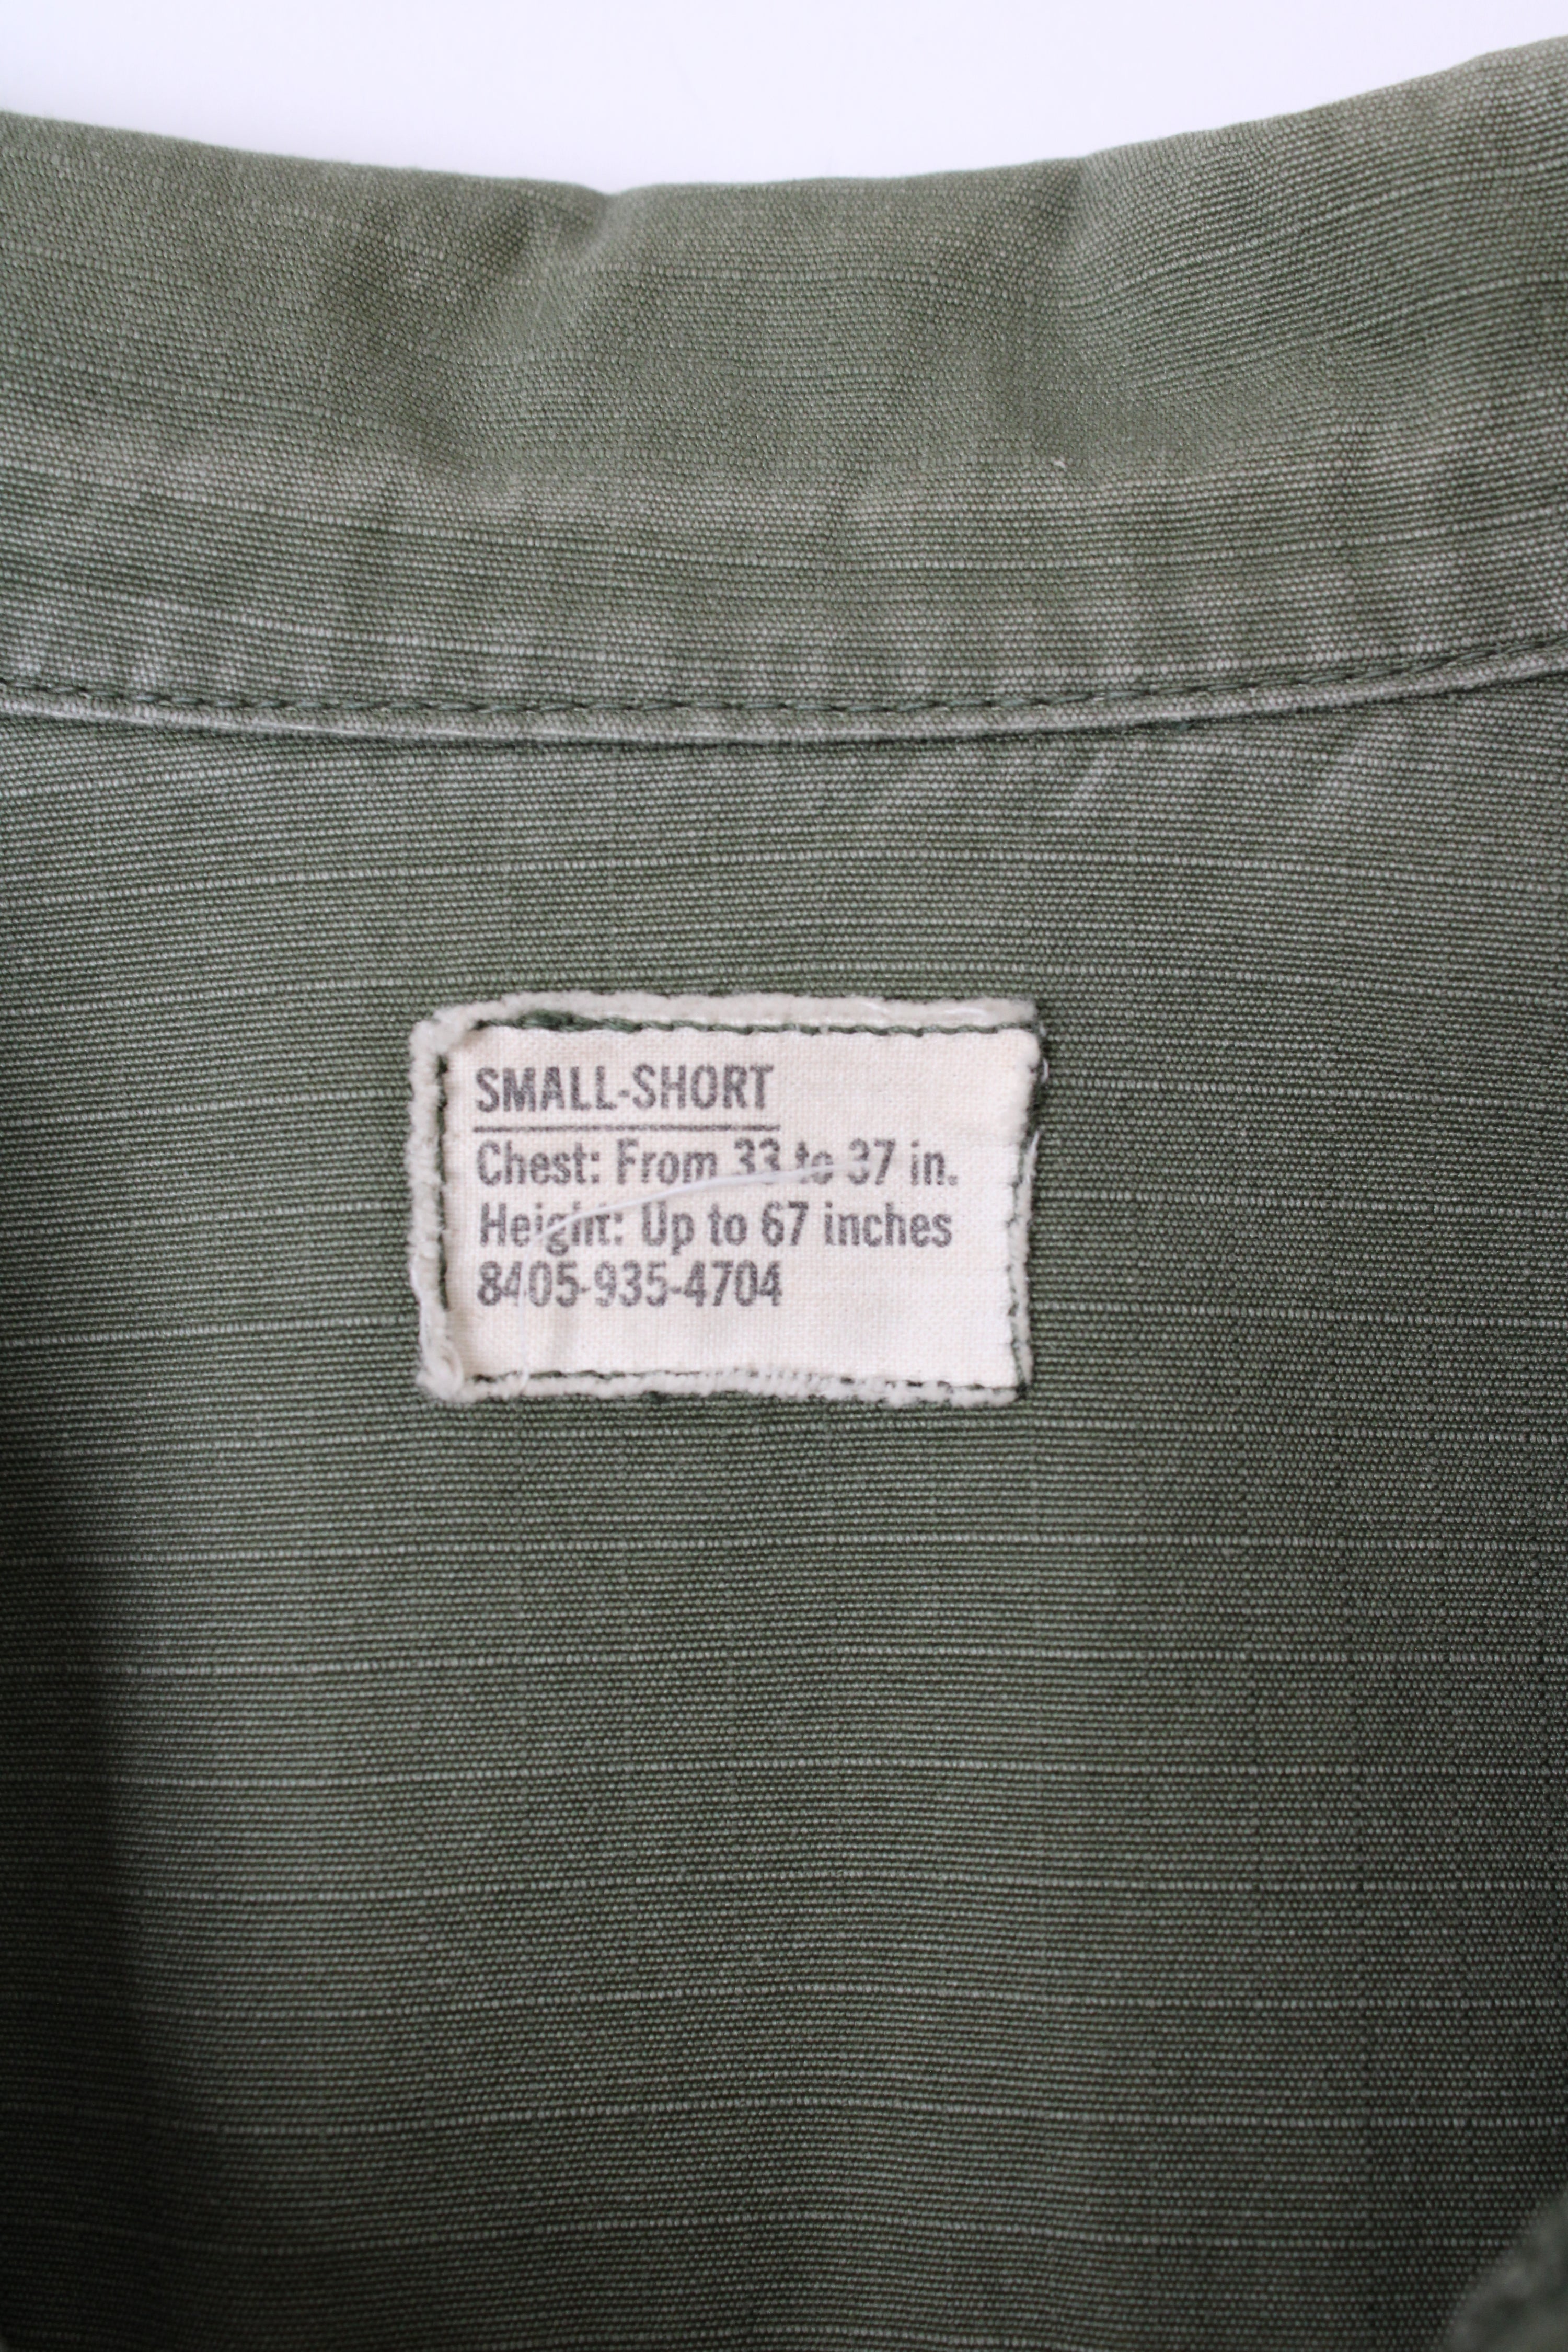 SMALL-SHORT
Chest: From 33 to 37 in.
Height: Up to 67 inches
8405-935-4704